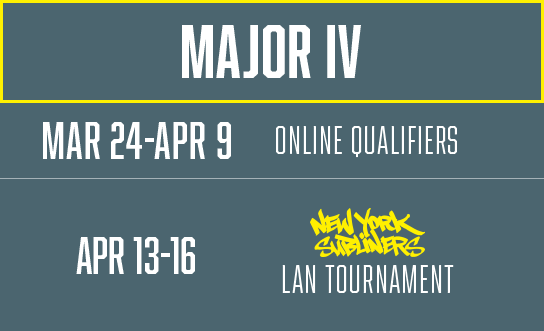 MAJOR IV
MAR 24-APR 9
ONLINE QUALIFIERS
APR 13-16
NEW YORK
SUBLINERS
LAN TOURNAMENT